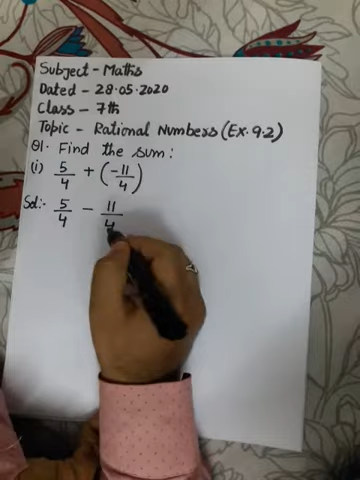 Subject - Maths
Dated - 28.05.2020
Class - 7th
Topic - Rational Numbers (Ex. 9.2)
Q1. Find the sum:
(i) 5/4 + (-11/4)
Sol:- 5/4 - 11/4